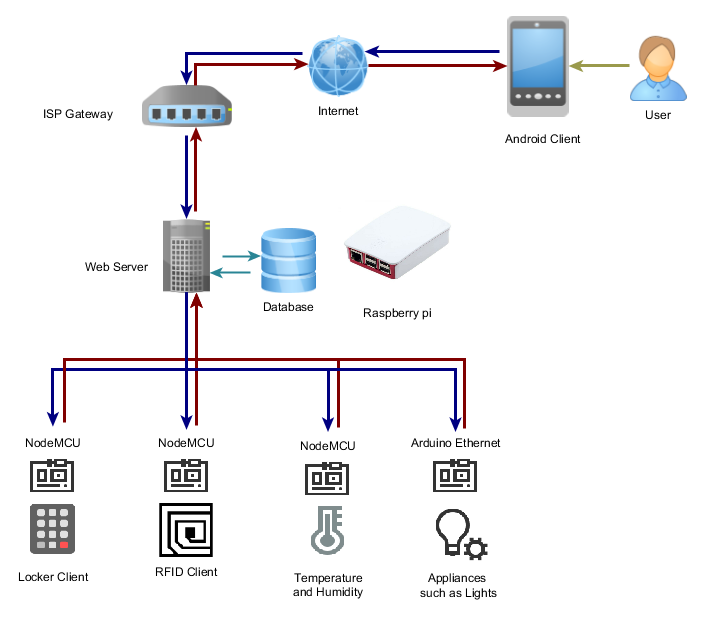 ISP Gateway
Internet
Android Client
User
Web Server
Database
Raspberry pi
NodeMCU
NodeMCU
NodeMCU
Arduino Ethernet
Locker Client
RFID Client
Temperature
and Humidity
Appliances
such as Lights